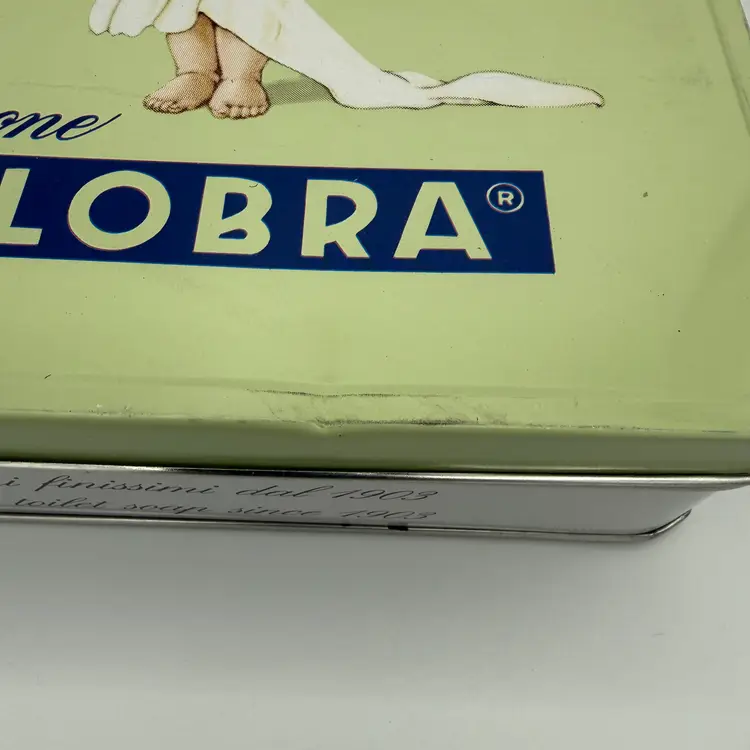 one
LOBRA®
i finissimi dal 1903
toilet soap since 1903